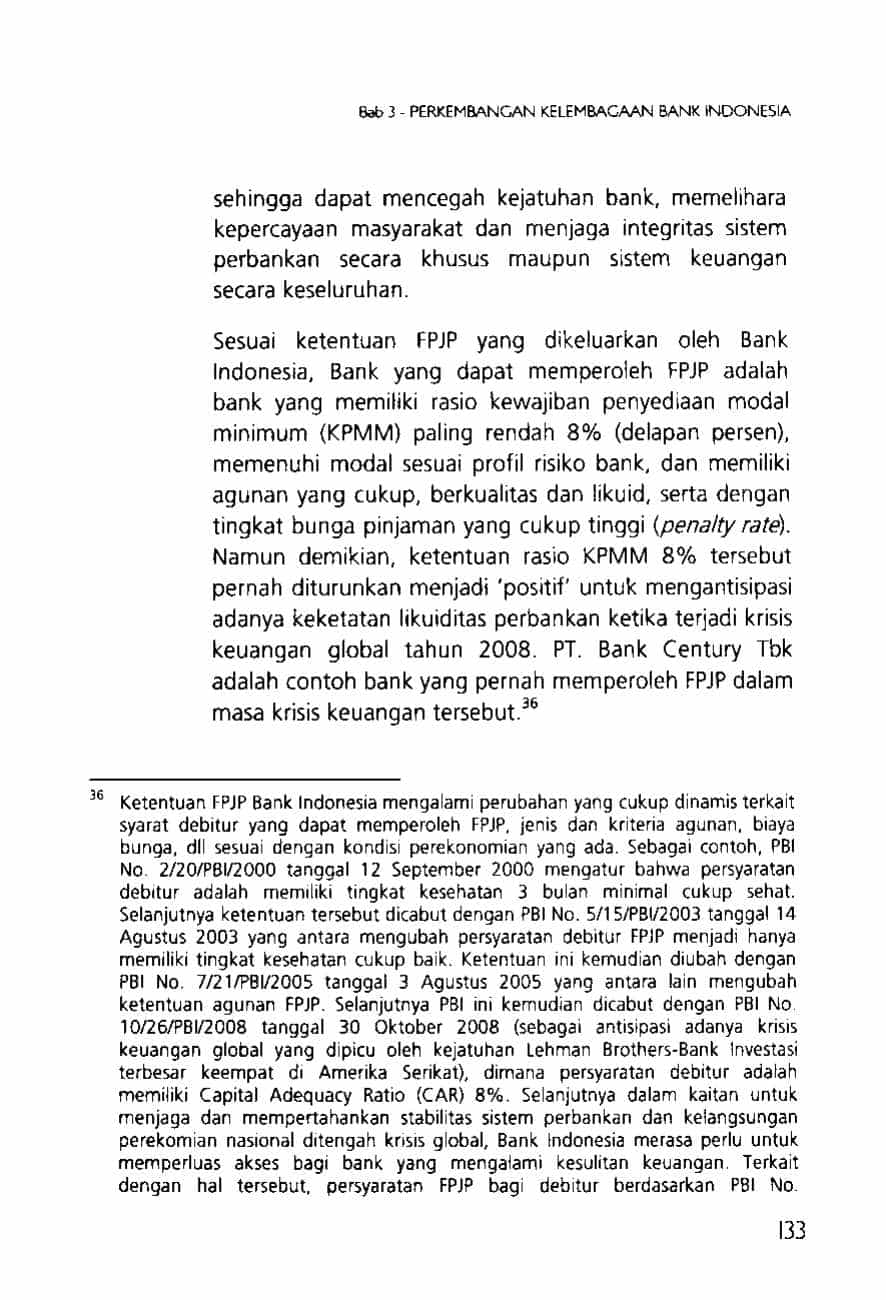 Bab 3 - PERKEMBANGAN KELEMBAGAAN BANK INDONESIA
sehingga dapat mencegah kejatuhan bank, memelihara
kepercayaan masyarakat dan menjaga integritas sistem
perbankan secara khusus maupun sistem keuangan
secara keseluruhan.
Sesuai ketentuan FPJP yang dikeluarkan oleh Bank
Indonesia, Bank yang dapat memperoleh FPJP adalah
bank yang memiliki rasio kewajiban penyediaan modal
minimum (KPMM) paling rendah 8% (delapan persen),
memenuhi modal sesuai profil risiko bank, dan memiliki
agunan yang cukup, berkualitas dan likuid, serta dengan
tingkat bunga pinjaman yang cukup tinggi (penalty rate).
Namun demikian, ketentuan rasio KPMM 8% tersebut
pernah diturunkan menjadi 'positif' untuk mengantisipasi
adanya keketatan likuiditas perbankan ketika terjadi krisis
keuangan global tahun 2008. PT. Bank Century Tbk
adalah contoh bank yang pernah memperoleh FPJP dalam
masa krisis keuangan tersebut.36
36 Ketentuan FPJP Bank Indonesia mengalami perubahan yang cukup dinamis terkait
syarat debitur yang dapat memperoleh FPJP, jenis dan kriteria agunan, biaya
bunga, dll sesuai dengan kondisi perekonomian yang ada. Sebagai contoh, PBI
No. 2/20/PBI/2000 tanggal 12 September 2000 mengatur bahwa persyaratan
debitur adalah memiliki tingkat kesehatan 3 bulan minimal cukup sehat.
Selanjutnya ketentuan tersebut dicabut dengan PBI No. 5/15/PBI/2003 tanggal 14
Agustus 2003 yang antara mengubah persyaratan debitur FPJP menjadi hanya
memiliki tingkat kesehatan cukup baik. Ketentuan ini kemudian diubah dengan
PBI No. 7/21/PBI/2005 tanggal 3 Agustus 2005 yang antara lain mengubah
ketentuan agunan FPJP. Selanjutnya PBI ini kemudian dicabut dengan PBI No.
10/26/PBI/2008 tanggal 30 Oktober 2008 (sebagai antisipasi adanya krisis
keuangan global yang dipicu oleh kejatuhan Lehman Brothers-Bank Investasi
terbesar keempat di Amerika Serikat), dimana persyaratan debitur adalah
memiliki Capital Adequacy Ratio (CAR) 8%. Selanjutnya dalam kaitan untuk
menjaga dan mempertahankan stabilitas sistem perbankan dan kelangsungan
perekomian nasional ditengah krisis global, Bank Indonesia merasa perlu untuk
memperluas akses bagi bank yang mengalami kesulitan keuangan. Terkait
dengan hal tersebut, persyaratan FPJP bagi debitur berdasarkan PBI No.
133